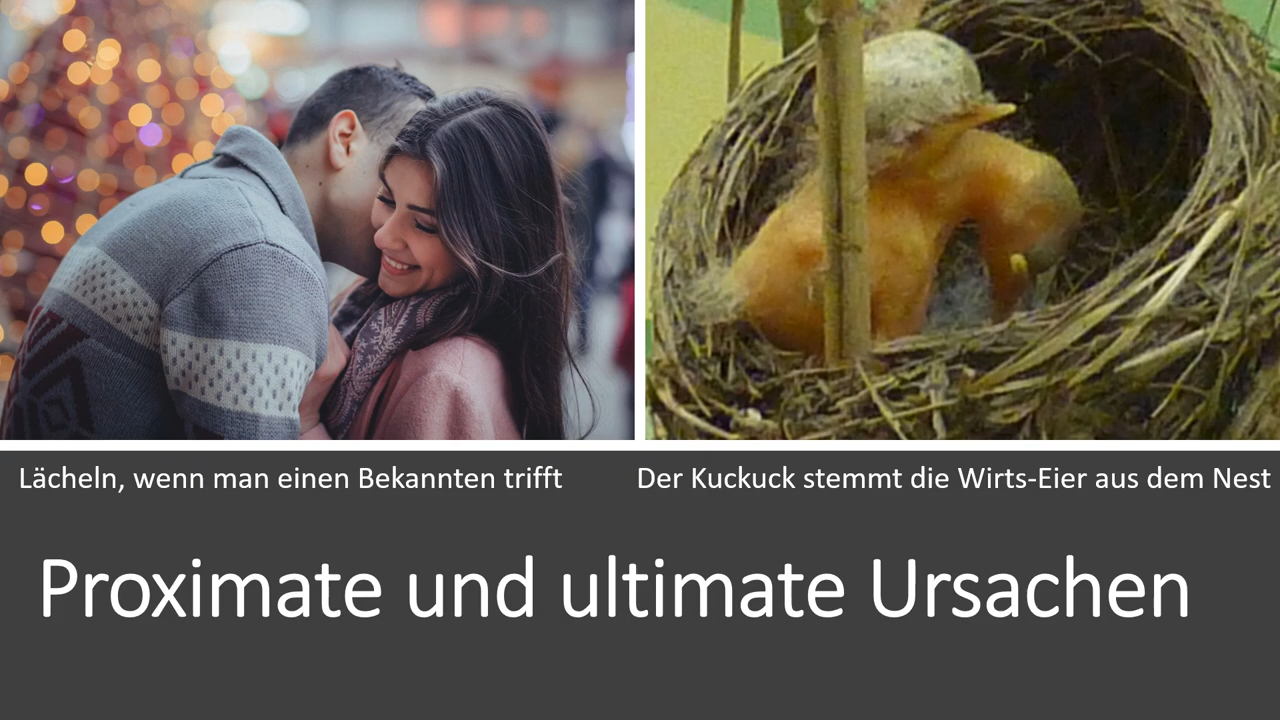 Lächeln, wenn man einen Bekannten trifft
Der Kuckuck stemmt die Wirts-Eier aus dem Nest
Proximate und ultimate Ursachen